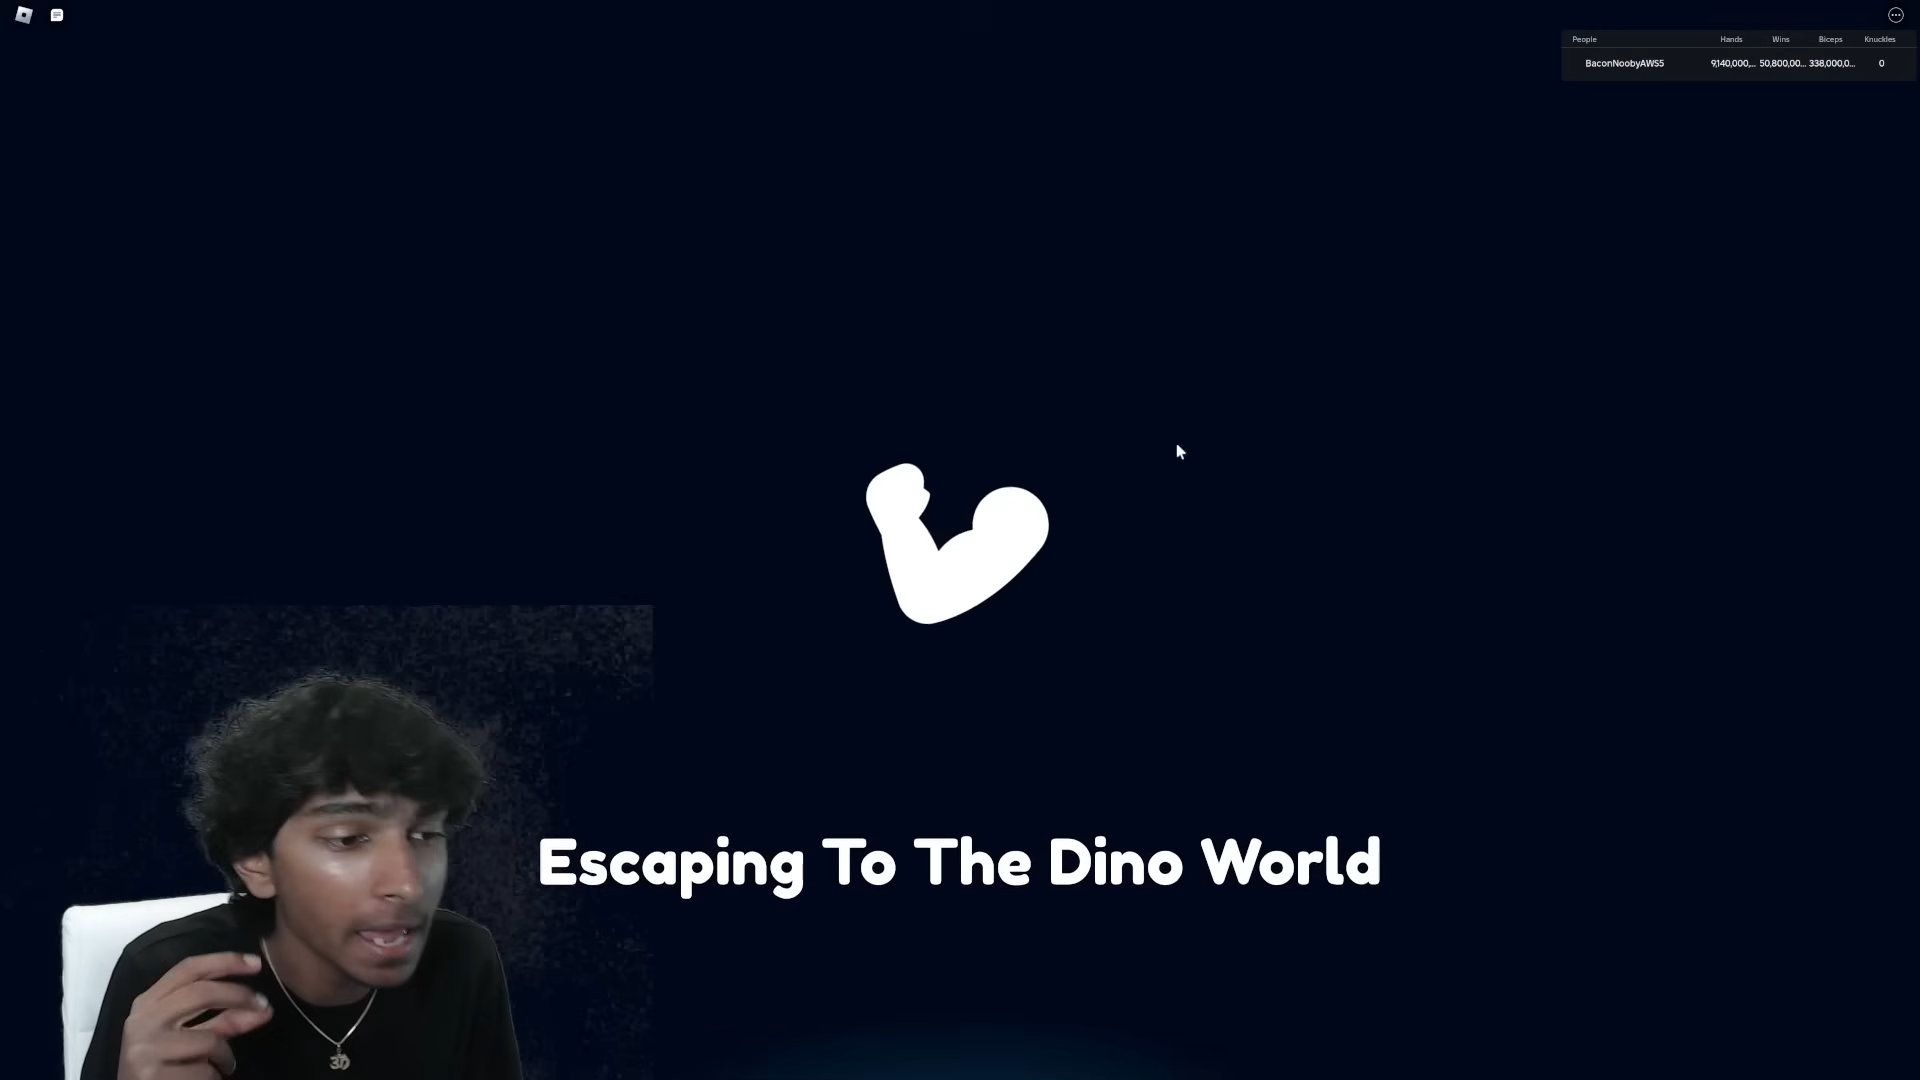 People Hands Wins Biceps Knuckles
BaconNoobyAWS5 9,140,000,... 50,800,00... 338,000,0... 0
Escaping To The Dino World